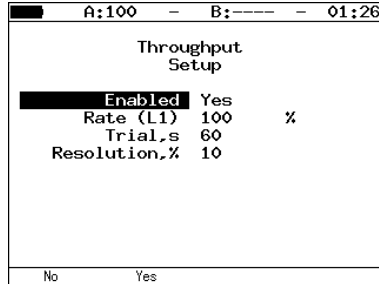 A:100 – B:---- – 01:26
Throughput
Setup
Enabled Yes
Rate (L1) 100 %
Trial,s 60
Resolution,% 10
No Yes